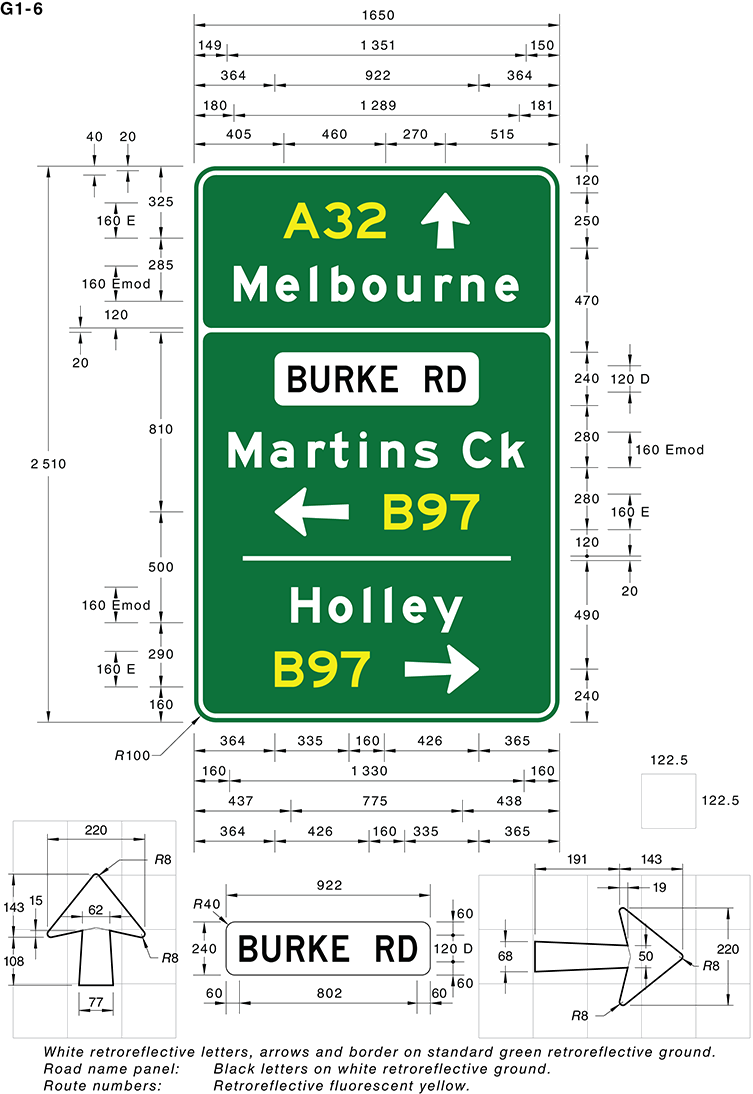 G1-6
1650
149 1 351 150
364 922 364
180 1 289 181
405 460 270 515
40 20
325
160 E
285
160 Emod
120
20
810
2 510
500
160 Emod
290
160 E
160
R100
A32
Melbourne
BURKE RD
Martins Ck
B97
Holley
B97
120
250
470
240 120 D
280 160 Emod
280 160 E
120
20
490
240
364 335 160 426 365
160 1 330 160
437 775 438
364 426 160 335 365
122.5
122.5
220
R8
143
15
62
108
R8
77
922
R40
60
240
BURKE RD
120 D
60
60 802 60
191 143
19
68
50
220
R8
R8
White retroreflective letters, arrows and border on standard green retroreflective ground.
Road name panel: Black letters on white retroreflective ground.
Route numbers: Retroreflective fluorescent yellow.